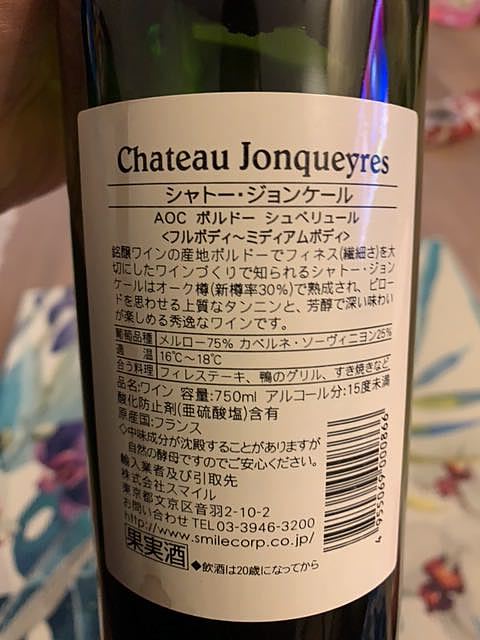 Chateau Jonqueyres
シャトー・ジョンケール
AOC ボルドー シュペリュール
<フルボディ～ミディアムボディ>
銘醸ワインの産地ボルドーでフィネス(繊細さ)を大
切にしたワインづくりで知られるシャトー・ジョン
ケールはオーク樽(新樽率30%)で熟成され、ビロー
ドを思わせる上質なタンニンと、芳醇で深い味わい
が楽しめる秀逸なワインです。
葡萄品種 メルロー75% カベルネ・ソーヴィニヨン25%
適温 16℃～18℃
合う料理 フィレステーキ、鴨のグリル、すき焼きなど
品名:ワイン 容量:750ml アルコール分:15度未満
酸化防止剤(亜硫酸塩)含有
原産国:フランス
◇中味成分が沈殿することがありますが
自然の酵母ですのでご安心ください。
輸入業者及び引取先
株式会社スマイル
東京都文京区音羽2-10-2
お問い合わせ TEL 03-3946-3200
http://www.smilecorp.co.jp/
果実酒 ◆飲酒は20歳になってから
4 955069 000866